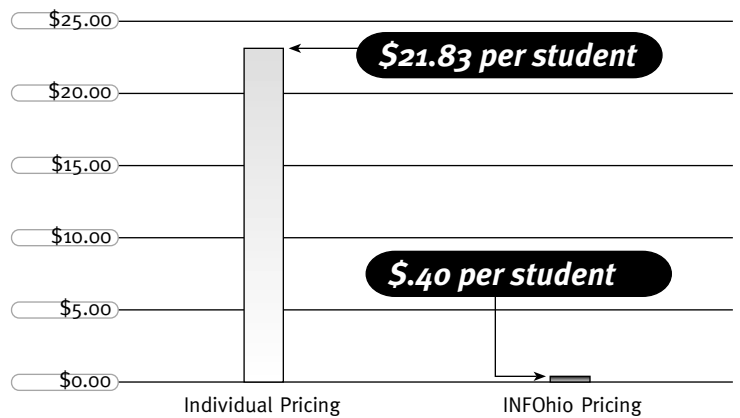 $25.00
$21.83 per student
$20.00
$15.00
$10.00
$.40 per student
$5.00
$0.00
Individual Pricing
INFOhio Pricing